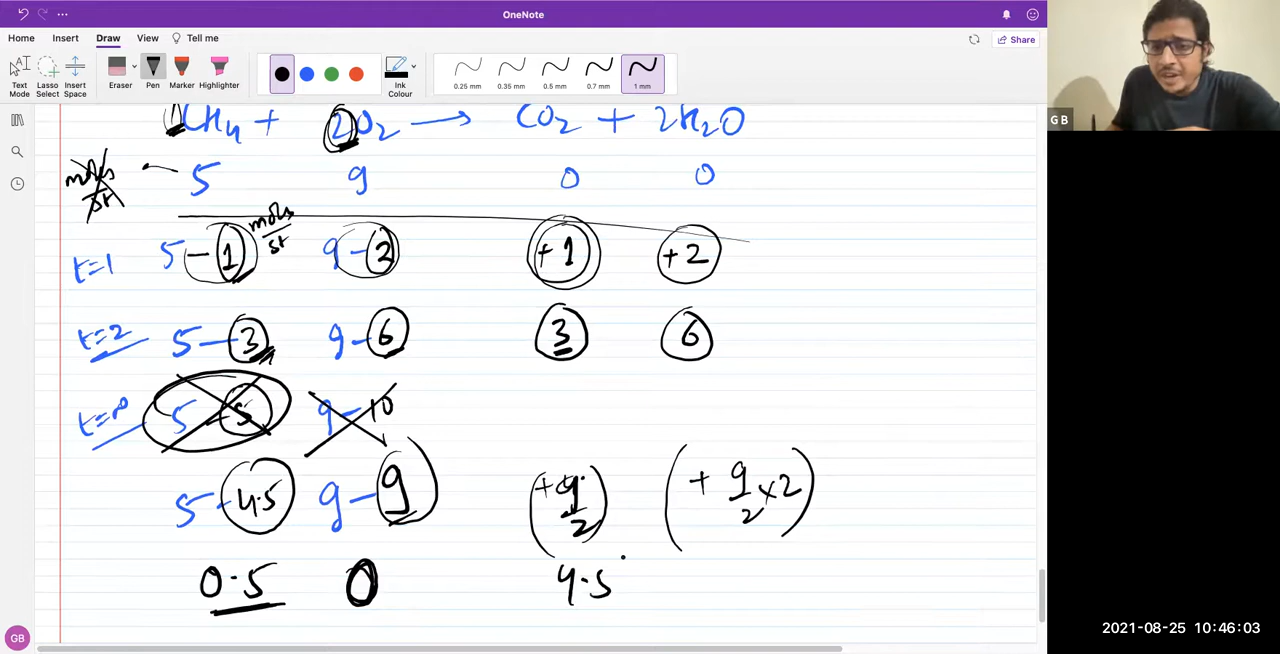 OneNote
Home Insert Draw View Tell me
Share
Text Mode Lasso Select Insert Space Eraser Pen Marker Highlighter Ink Colour 0.25 mm 0.35 mm 0.5 mm 0.7 mm 1 mm
GB
1CH4 + 2O2 → CO2 + 2H2O
moles/st 5 9 0 0
moles/st
t=1 5 - 1 9 - 2 +1 +2
t=2 5 - 3 9 - 6 3 6
t=∞ 5 - 5 9 - 10
5 - 4.5 9 - 9 (+9/2) (+ 9/2 x 2)
0.5 0 4.5
GB
2021-08-25 10:46:03